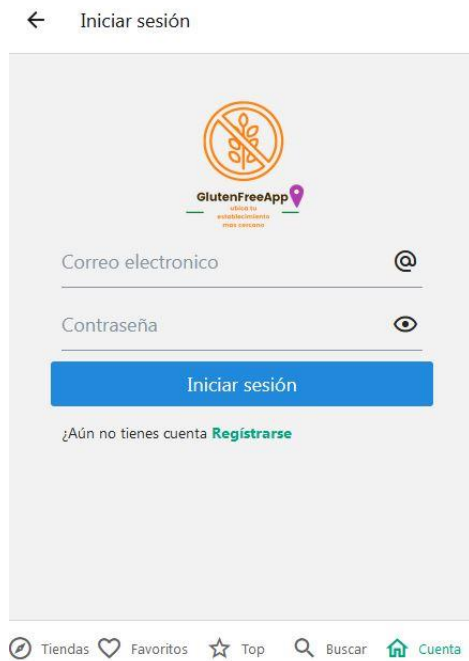 Iniciar sesión
GlutenFreeApp
ubica tu
establecimiento
mas cercano
Correo electronico
Contraseña
Iniciar sesión
¿Aún no tienes cuenta Regístrarse
Tiendas Favoritos Top Buscar Cuenta